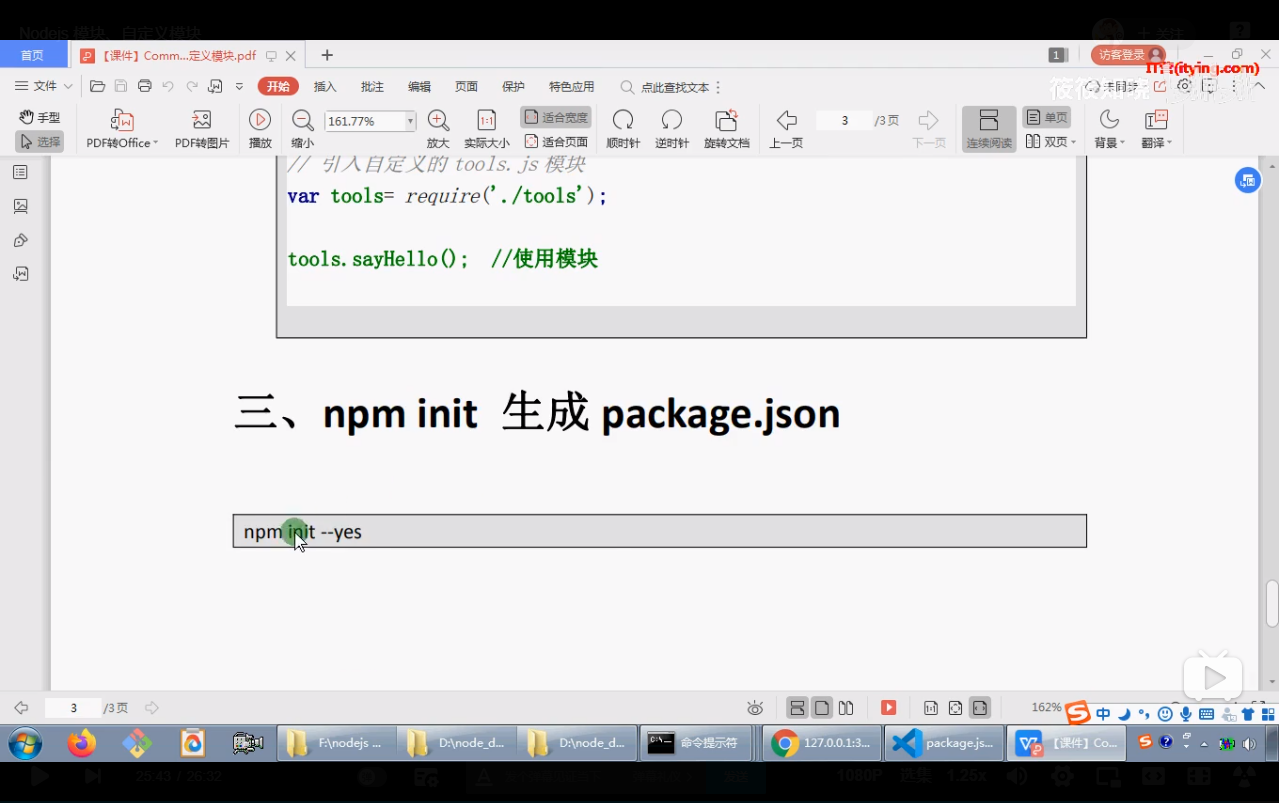 Nodejs 模块、自定义模块
+ 关注
首页
【课件】Comm...定义模块.pdf
1
访客登录
IT营(itying.com)
文件
开始
插入
批注
编辑
页面
保护
特色应用
点此查找文本
手型
选择
PDF转Office
PDF转图片
播放
缩小
161.77%
放大
实际大小
适合宽度
适合页面
顺时针
逆时针
旋转文档
上一页
3
/3页
下一页
连续阅读
单页
双页
背景
翻译
// 引入自定义的 tools.js 模块
var tools= require('./tools');
tools.sayHello(); //使用模块
三、npm init 生成 package.json
npm init --yes
3
/3页
162%
中
F:\nodejs ...
D:\node_d...
D:\node_d...
命令提示符
127.0.0.1:3...
package.js...
【课件】Co...
25:43 / 26:32
1080P
选集
1.25x